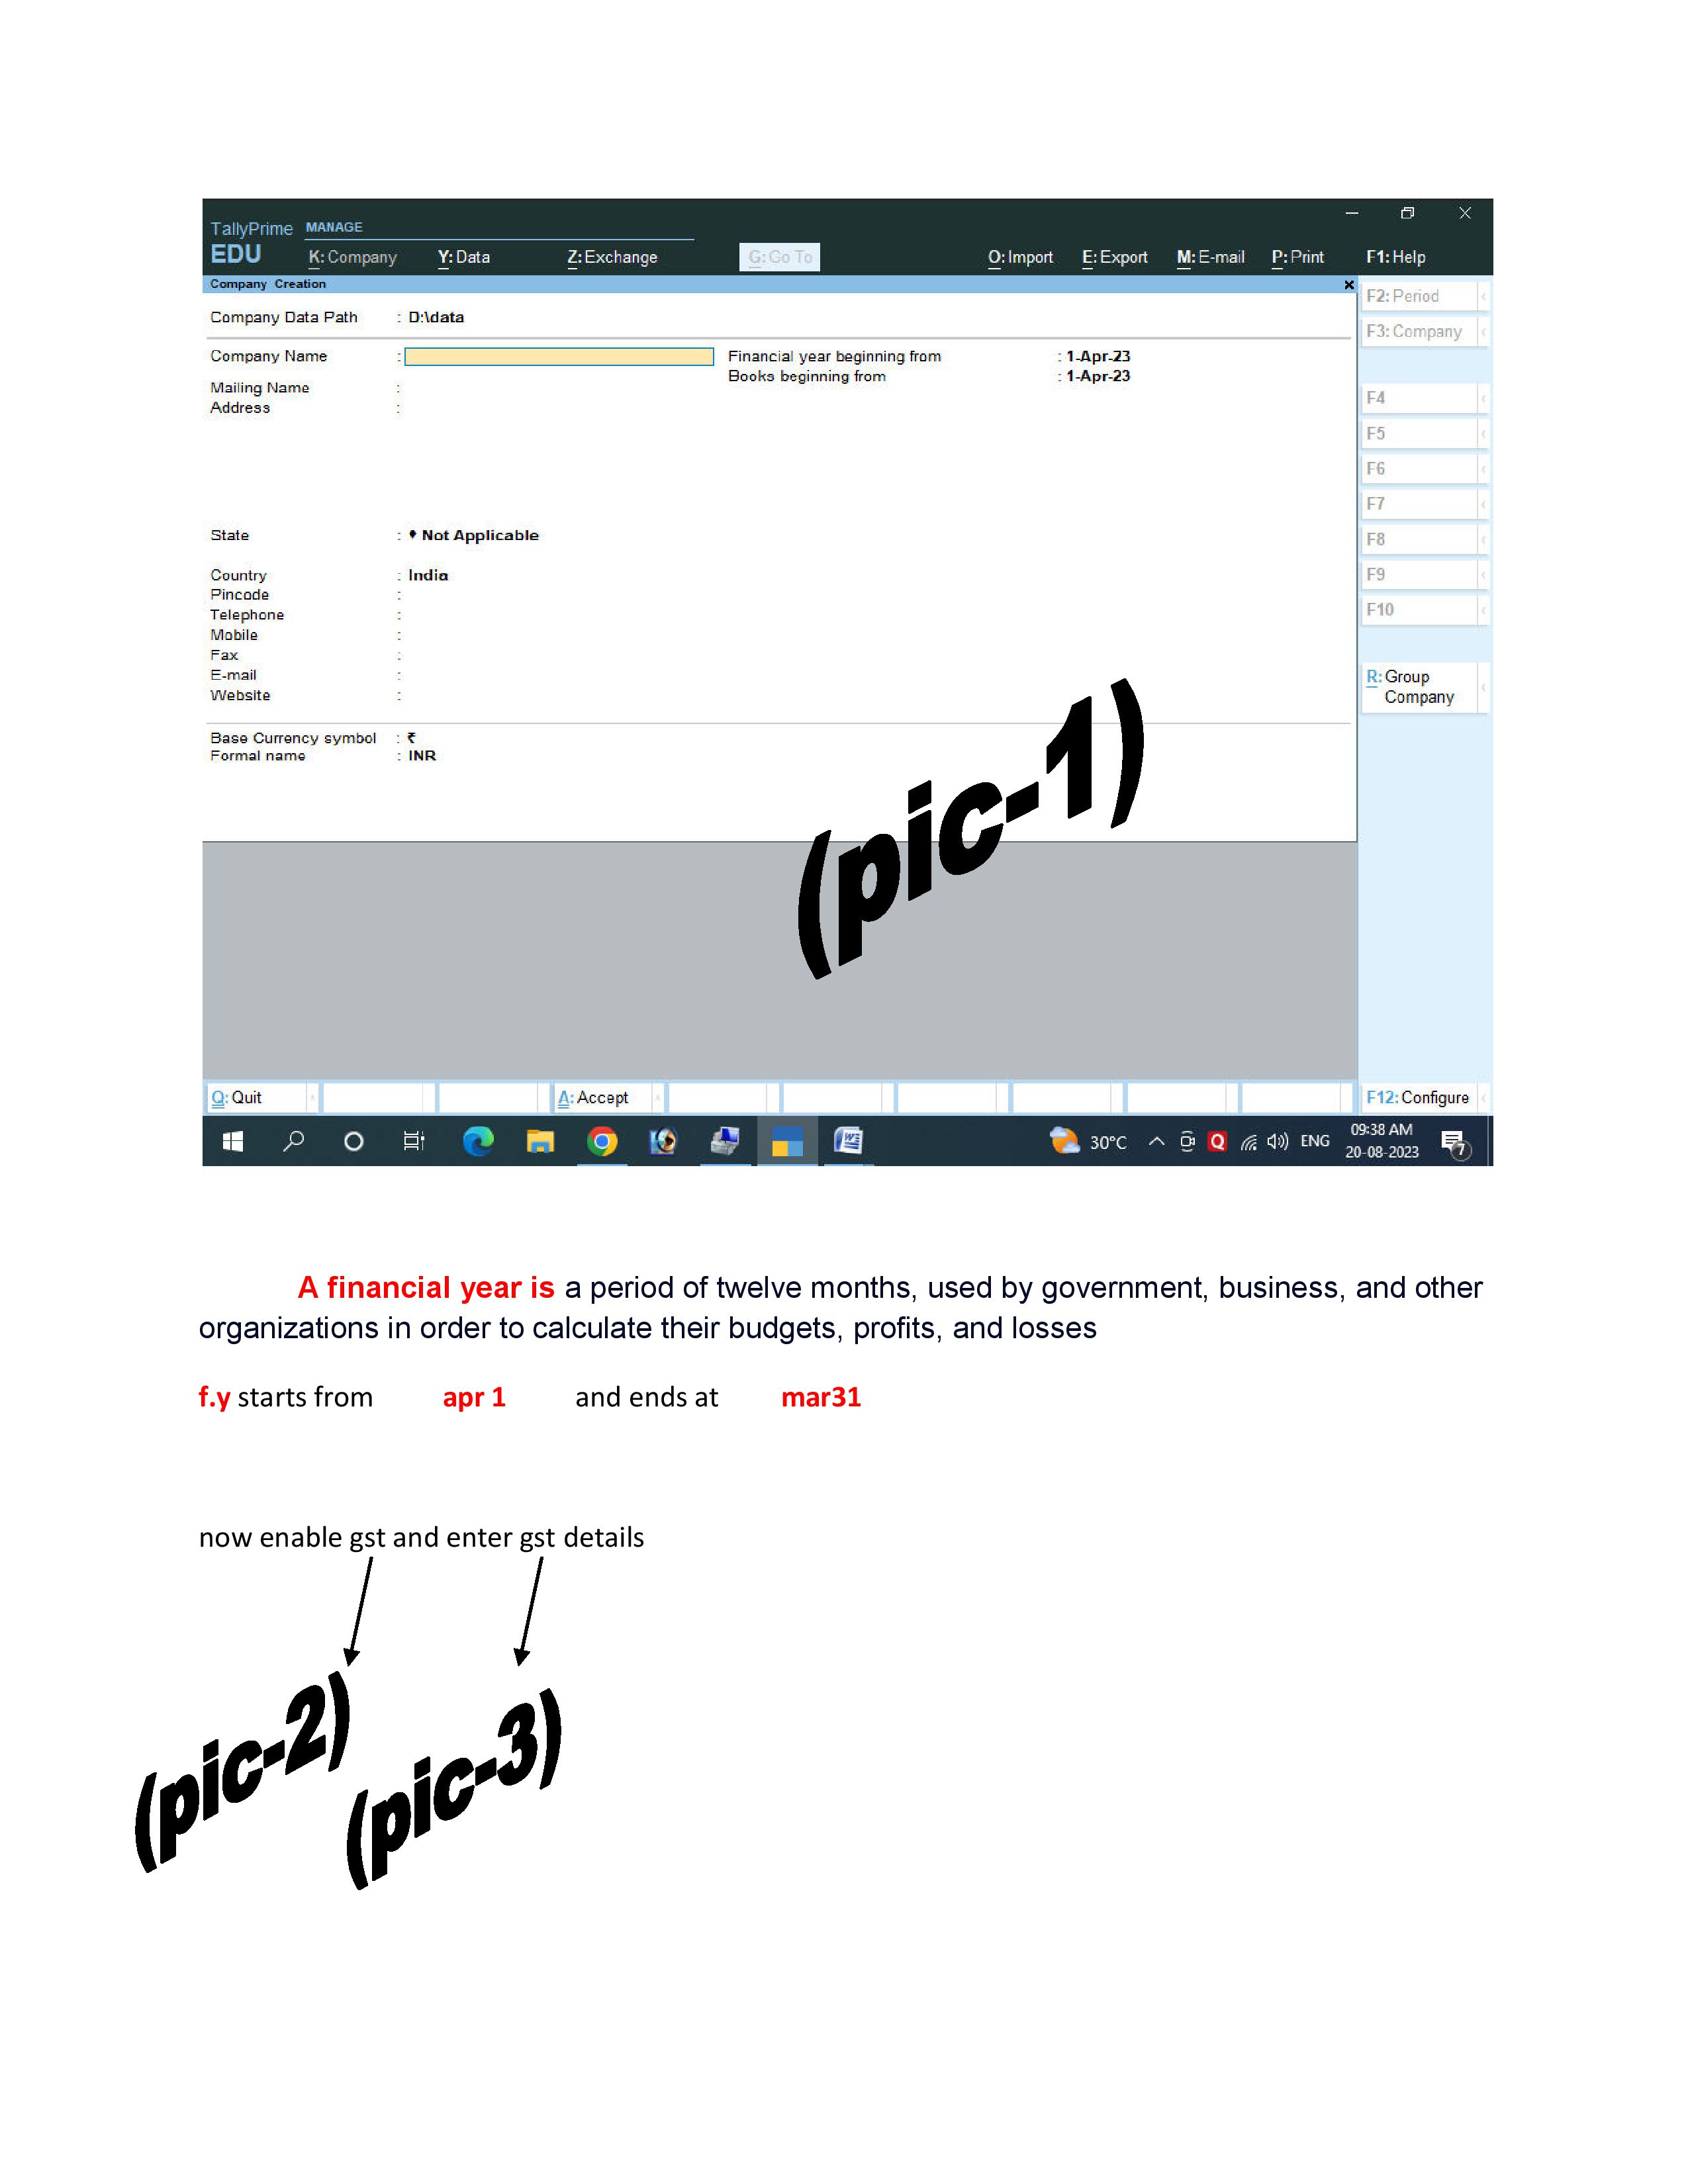 TallyPrime MANAGE
EDU K: Company Y: Data Z: Exchange G: Go To O: Import E: Export M: E-mail P: Print F1: Help
Company Creation
F2: Period
Company Data Path : D:\data
F3: Company
Company Name : Financial year beginning from : 1-Apr-23
Books beginning from : 1-Apr-23
Mailing Name :
Address :
F4
F5
F6
F7
State : ♦ Not Applicable
F8
Country : India
F9
Pincode :
Telephone :
F10
Mobile :
Fax :
E-mail :
Website :
R: Group
Company
Base Currency symbol : ₹
Formal name : INR
(pic-1)
Q: Quit A: Accept F12: Configure
30°C ENG 09:38 AM
20-08-2023 7
A financial year is a period of twelve months, used by government, business, and other
organizations in order to calculate their budgets, profits, and losses
f.y starts from apr 1 and ends at mar31
now enable gst and enter gst details
(pic-2)
(pic-3)